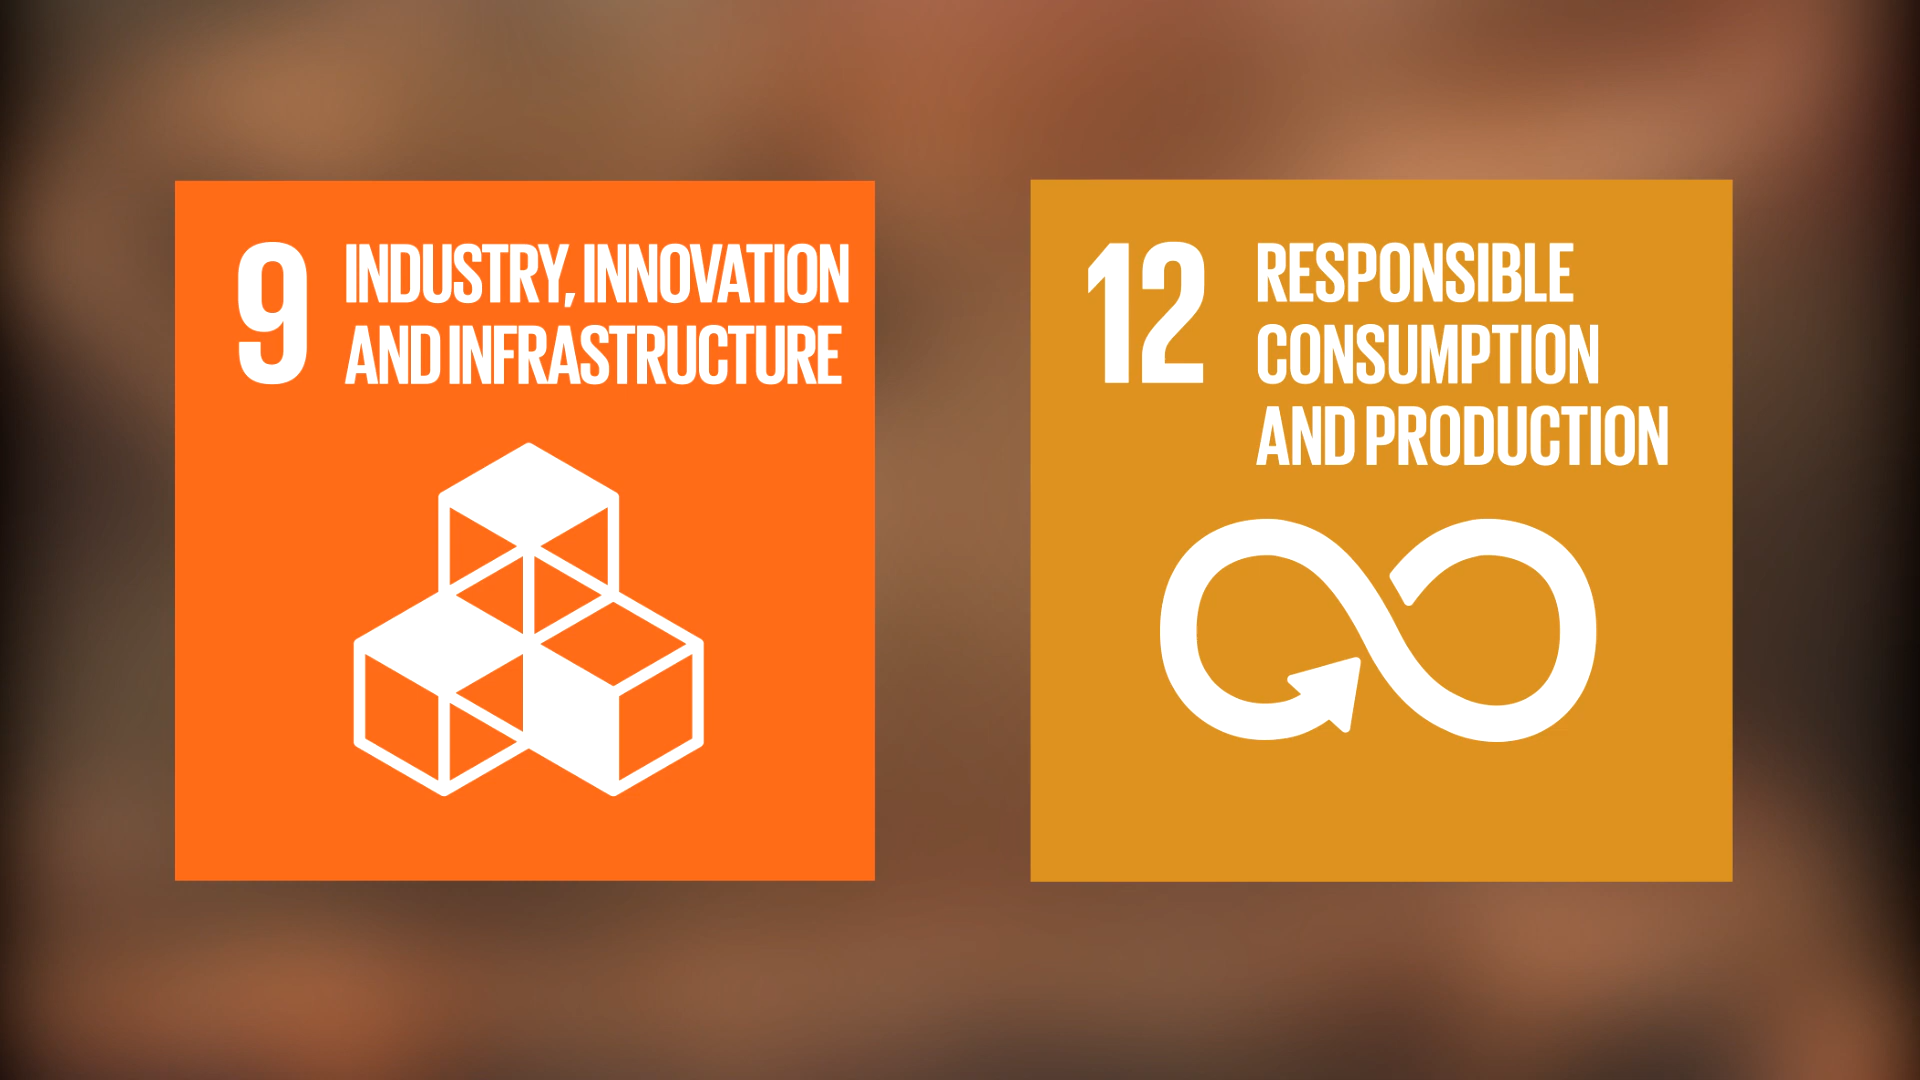 9
INDUSTRY, INNOVATION
AND INFRASTRUCTURE
12
RESPONSIBLE
CONSUMPTION
AND PRODUCTION